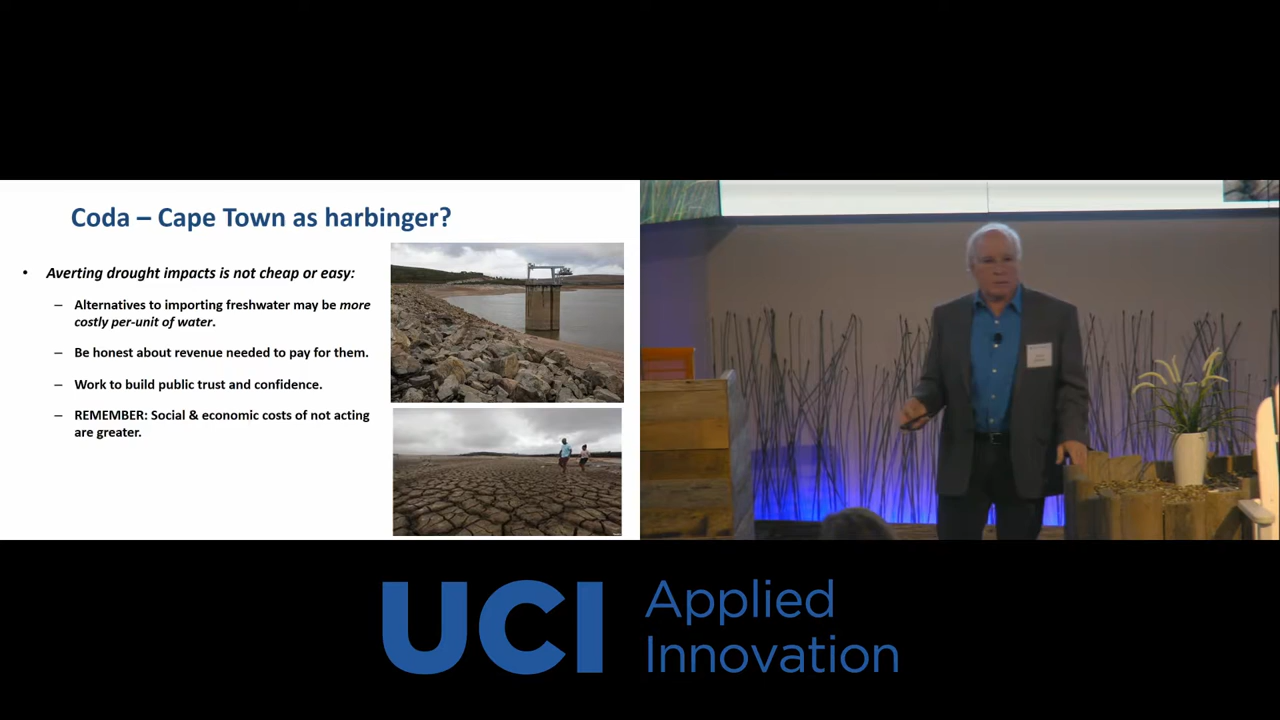 Coda – Cape Town as harbinger?
• Averting drought impacts is not cheap or easy:
– Alternatives to importing freshwater may be more
costly per-unit of water.
– Be honest about revenue needed to pay for them.
– Work to build public trust and confidence.
– REMEMBER: Social & economic costs of not acting
are greater.
UCI Applied
Innovation